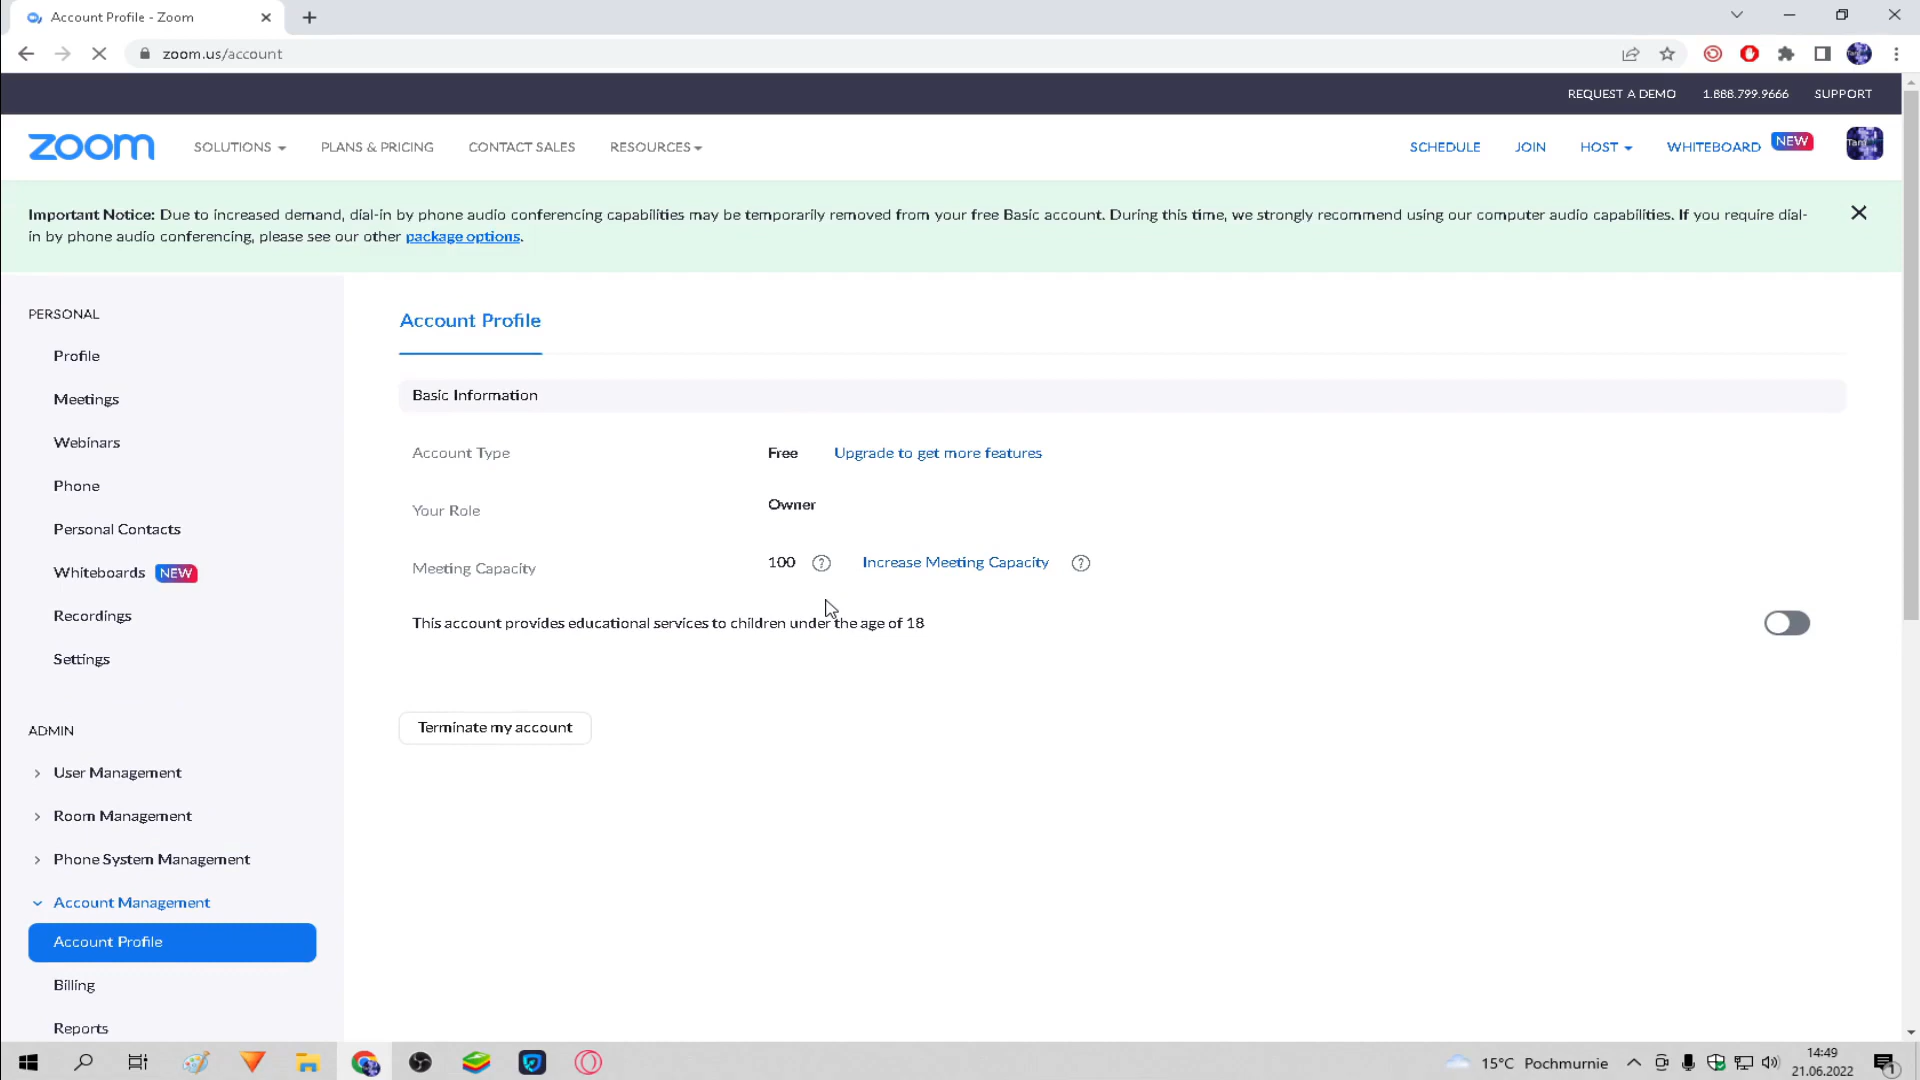 Account Profile - Zoom
zoom.us/account
REQUEST A DEMO 1.888.799.9666 SUPPORT
zoom SOLUTIONS PLANS & PRICING CONTACT SALES RESOURCES SCHEDULE JOIN HOST WHITEBOARD NEW
Important Notice: Due to increased demand, dial-in by phone audio conferencing capabilities may be temporarily removed from your free Basic account. During this time, we strongly recommend using our computer audio capabilities. If you require dial-
in by phone audio conferencing, please see our other package options.
PERSONAL
Profile
Meetings
Webinars
Phone
Personal Contacts
Whiteboards NEW
Recordings
Settings
ADMIN
User Management
Room Management
Phone System Management
Account Management
Account Profile
Billing
Reports
Account Profile
Basic Information
Account Type Free Upgrade to get more features
Your Role Owner
Meeting Capacity 100 ? Increase Meeting Capacity ?
This account provides educational services to children under the age of 18
Terminate my account
15°C Pochmurnie
14:49
21.06.2022
1